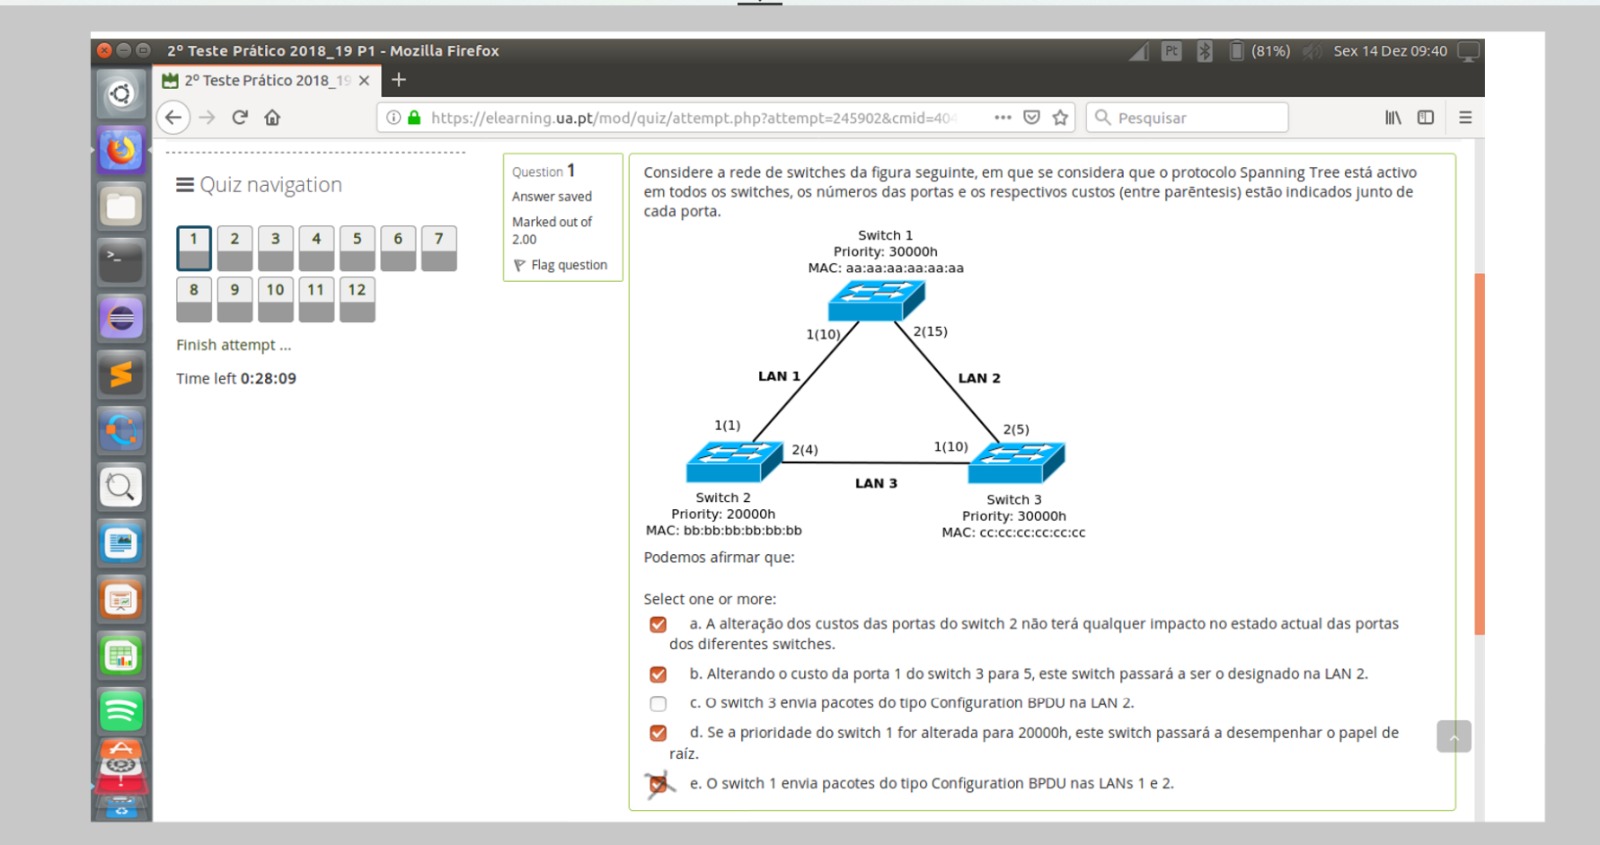 2º Teste Prático 2018_19 P1 - Mozilla Firefox
Pt
(81%)
Sex 14 Dez 09:40
2º Teste Prático 2018_19
https://elearning.ua.pt/mod/quiz/attempt.php?attempt=245902&cmid=404
Pesquisar
Quiz navigation
1 2 3 4 5 6 7
8 9 10 11 12
Finish attempt ...
Time left 0:28:09
Question 1
Answer saved
Marked out of
2.00
Flag question
Considere a rede de switches da figura seguinte, em que se considera que o protocolo Spanning Tree está activo
em todos os switches, os números das portas e os respectivos custos (entre parêntesis) estão indicados junto de
cada porta.
Switch 1
Priority: 30000h
MAC: aa:aa:aa:aa:aa:aa
1(10)
2(15)
LAN 1
LAN 2
1(1)
2(5)
2(4)
1(10)
LAN 3
Switch 2
Priority: 20000h
MAC: bb:bb:bb:bb:bb:bb
Switch 3
Priority: 30000h
MAC: cc:cc:cc:cc:cc:cc
Podemos afirmar que:
Select one or more:
a. A alteração dos custos das portas do switch 2 não terá qualquer impacto no estado actual das portas
dos diferentes switches.
b. Alterando o custo da porta 1 do switch 3 para 5, este switch passará a ser o designado na LAN 2.
c. O switch 3 envia pacotes do tipo Configuration BPDU na LAN 2.
d. Se a prioridade do switch 1 for alterada para 20000h, este switch passará a desempenhar o papel de
raíz.
e. O switch 1 envia pacotes do tipo Configuration BPDU nas LANs 1 e 2.